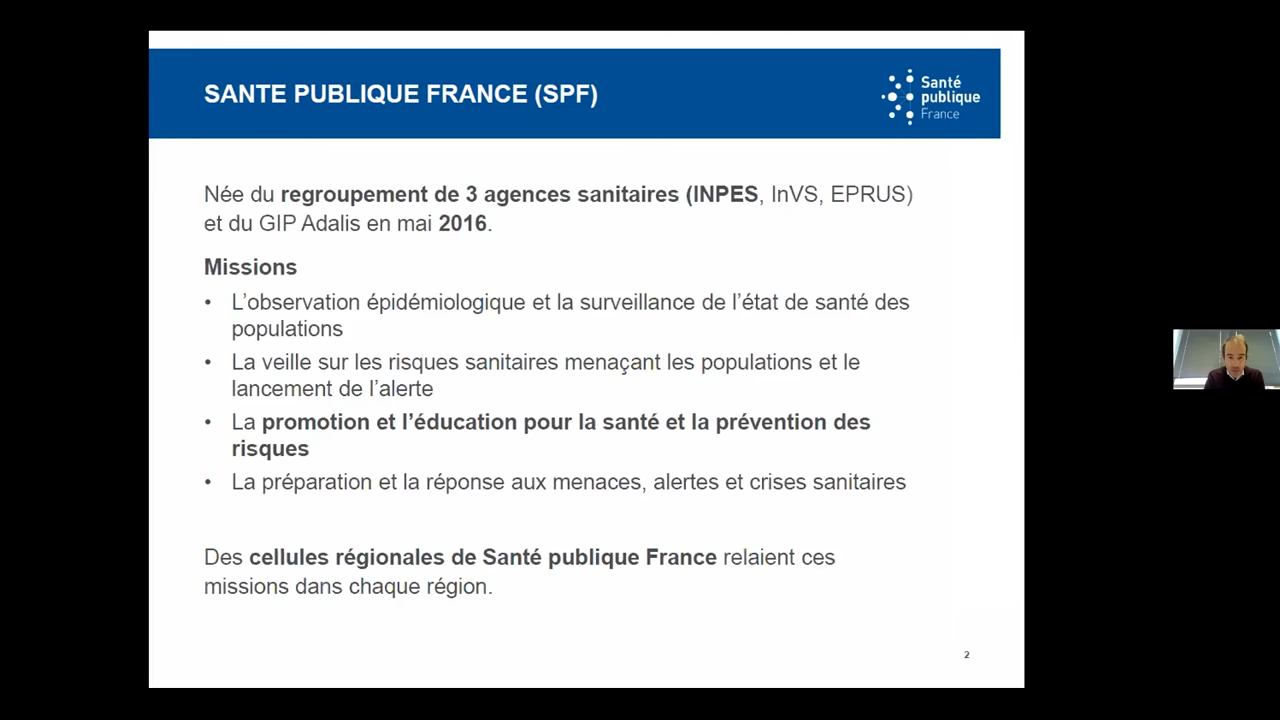 SANTE PUBLIQUE FRANCE (SPF)
Santé
publique
France
Née du regroupement de 3 agences sanitaires (INPES, InVS, EPRUS)
et du GIP Adalis en mai 2016.
Missions
• L’observation épidémiologique et la surveillance de l’état de santé des
populations
• La veille sur les risques sanitaires menaçant les populations et le
lancement de l’alerte
• La promotion et l’éducation pour la santé et la prévention des
risques
• La préparation et la réponse aux menaces, alertes et crises sanitaires
Des cellules régionales de Santé publique France relaient ces
missions dans chaque région.
2